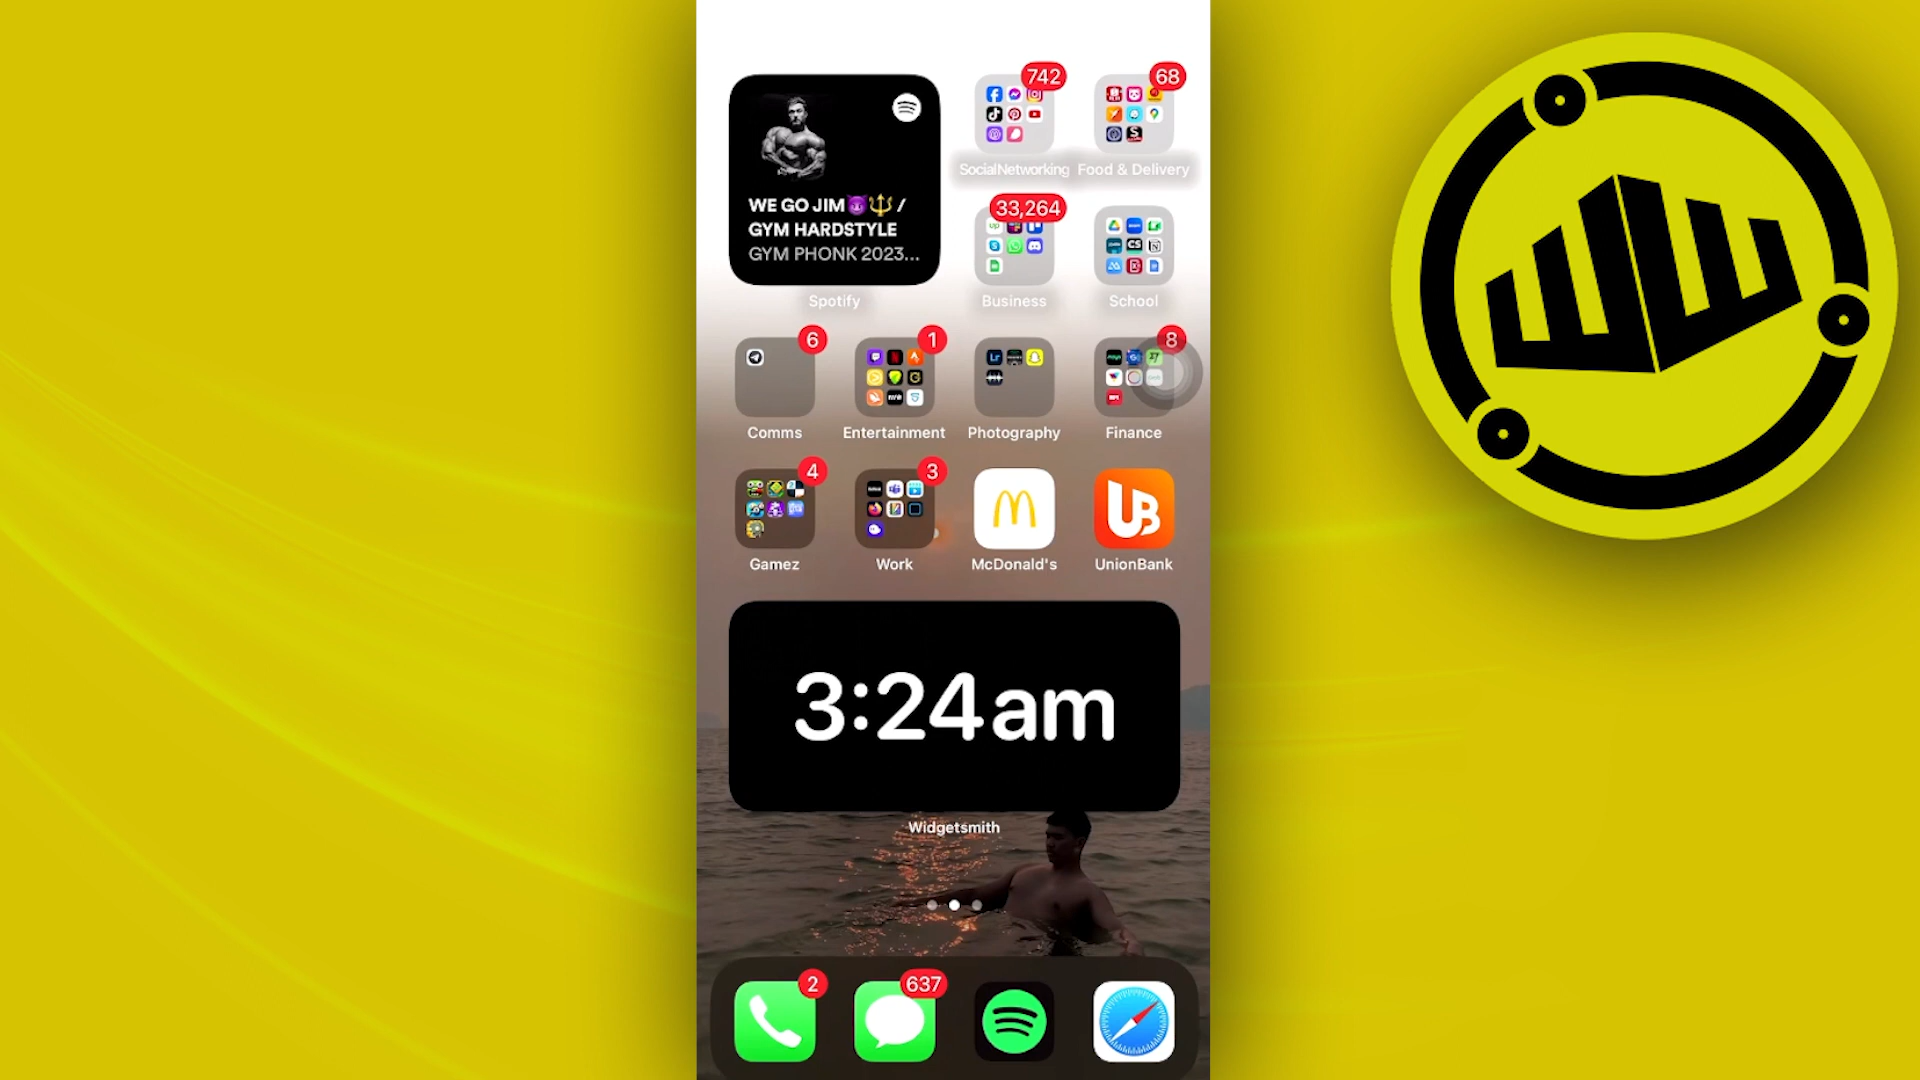 742
68
WE GO JIM😈🔱 /
GYM HARDSTYLE
GYM PHONK 2023...
SocialNetworking
Food & Delivery
33,264
Spotify
Business
School
6
1
8
Comms
Entertainment
Photography
Finance
4
3
UB
Gamez
Work
McDonald's
UnionBank
3:24am
Widgetsmith
2
637